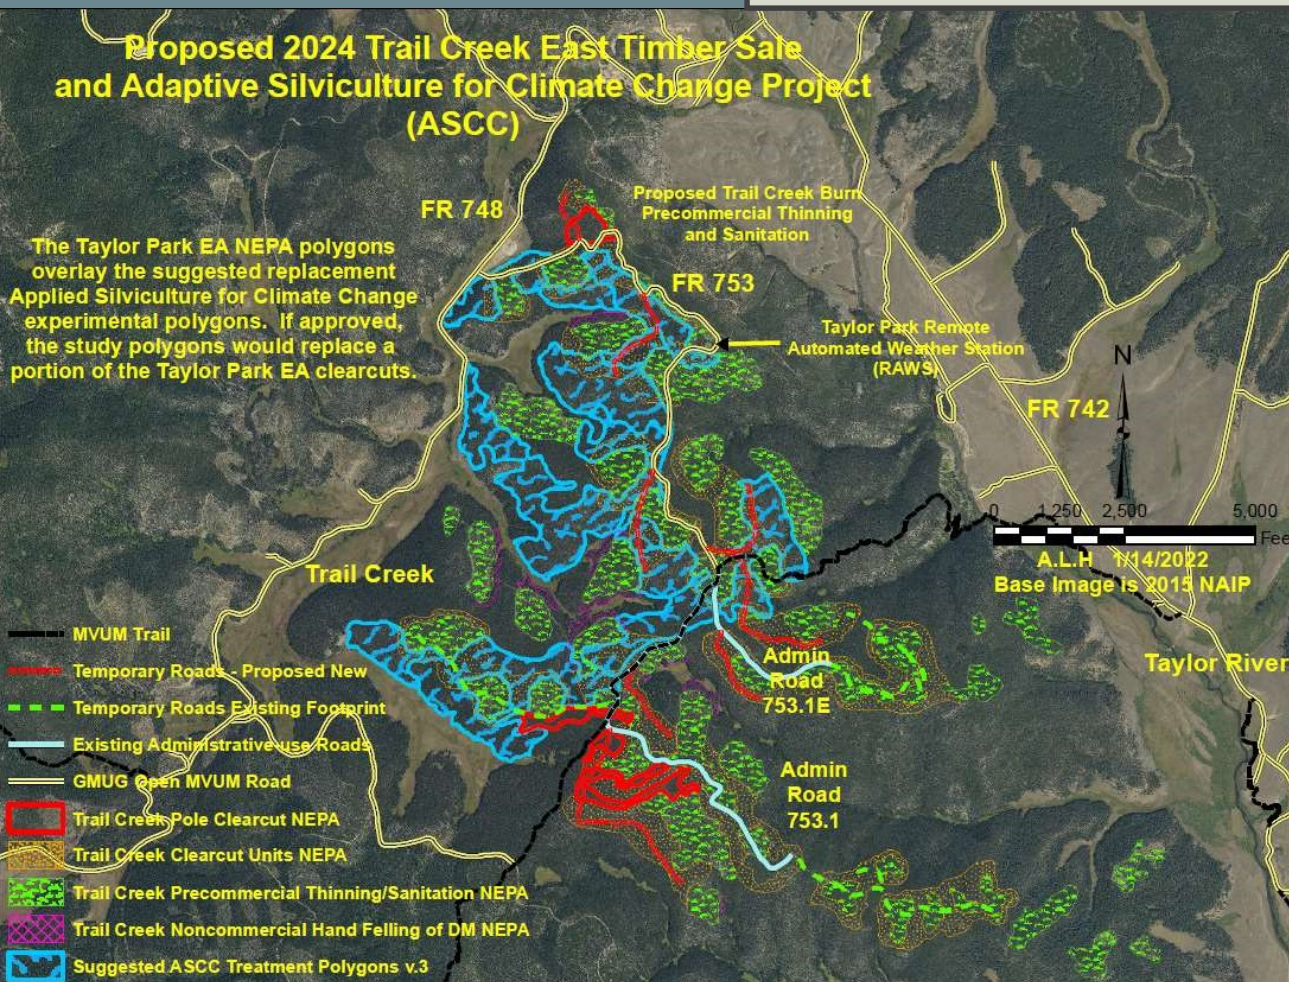 Proposed 2024 Trail Creek East Timber Sale
and Adaptive Silviculture for Climate Change Project
(ASCC)
FR 748
Proposed Trail Creek Burn
Precommercial Thinning
and Sanitation
The Taylor Park EA NEPA polygons
overlay the suggested replacement
Applied Silviculture for Climate Change
experimental polygons. If approved,
the study polygons would replace a
portion of the Taylor Park EA clearcuts.
FR 753
Taylor Park Remote
Automated Weather Station
(RAWS)
N
FR 742
0 1,250 2,500 5,000
Fee
A.L.H 1/14/2022
Base Image is 2015 NAIP
Trail Creek
Taylor River
Admin
Road
753.1E
Admin
Road
753.1
MVUM Trail
Temporary Roads - Proposed New
Temporary Roads Existing Footprint
Existing Administrative-use Roads
GMUG Open MVUM Road
Trail Creek Pole Clearcut NEPA
Trail Creek Clearcut Units NEPA
Trail Creek Precommercial Thinning/Sanitation NEPA
Trail Creek Noncommercial Hand Felling of DM NEPA
Suggested ASCC Treatment Polygons v.3